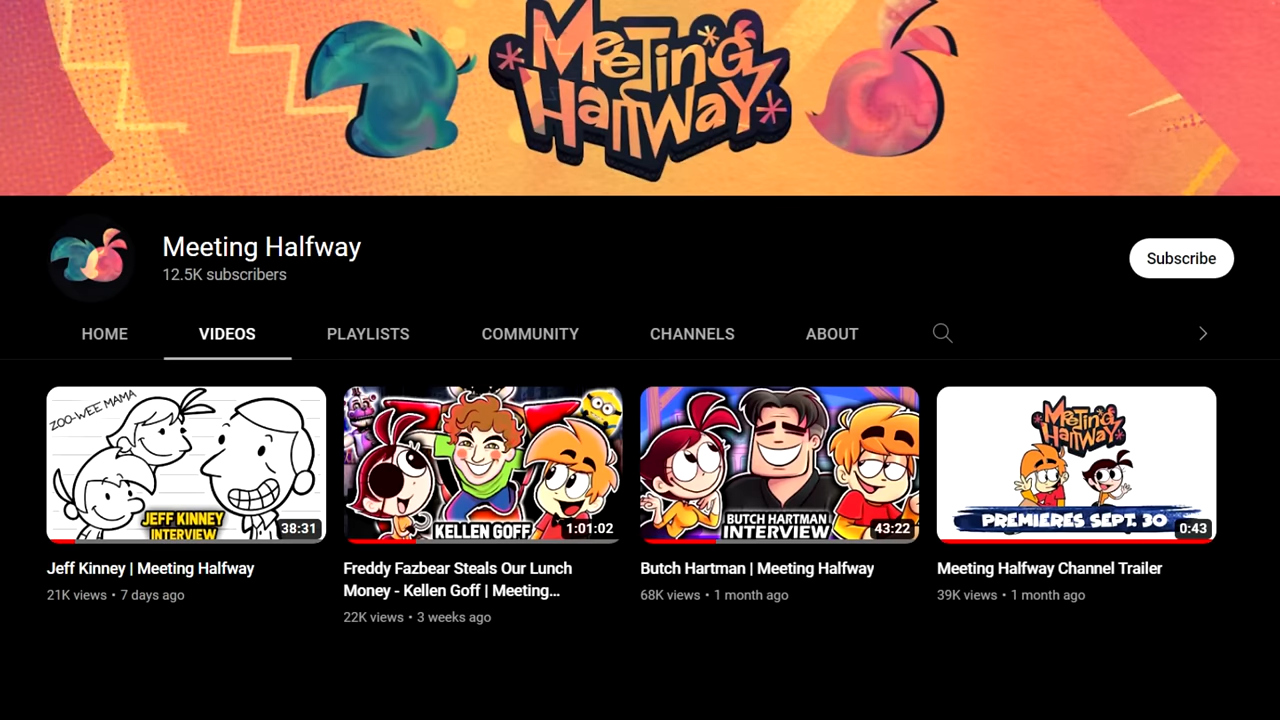 MeeTing
HalfWaY
Meeting Halfway
12.5K subscribers
Subscribe
HOME VIDEOS PLAYLISTS COMMUNITY CHANNELS ABOUT
ZOO-WEE MAMA
JEFF KINNEY
INTERVIEW
38:31
KELLEN GOFF
1:01:02
BUTCH HARTMAN
INTERVIEW
43:22
MeeTing
HalfWaY
PREMIERES SEPT. 30
0:43
Jeff Kinney | Meeting Halfway
21K views • 7 days ago
Freddy Fazbear Steals Our Lunch
Money - Kellen Goff | Meeting...
22K views • 3 weeks ago
Butch Hartman | Meeting Halfway
68K views • 1 month ago
Meeting Halfway Channel Trailer
39K views • 1 month ago